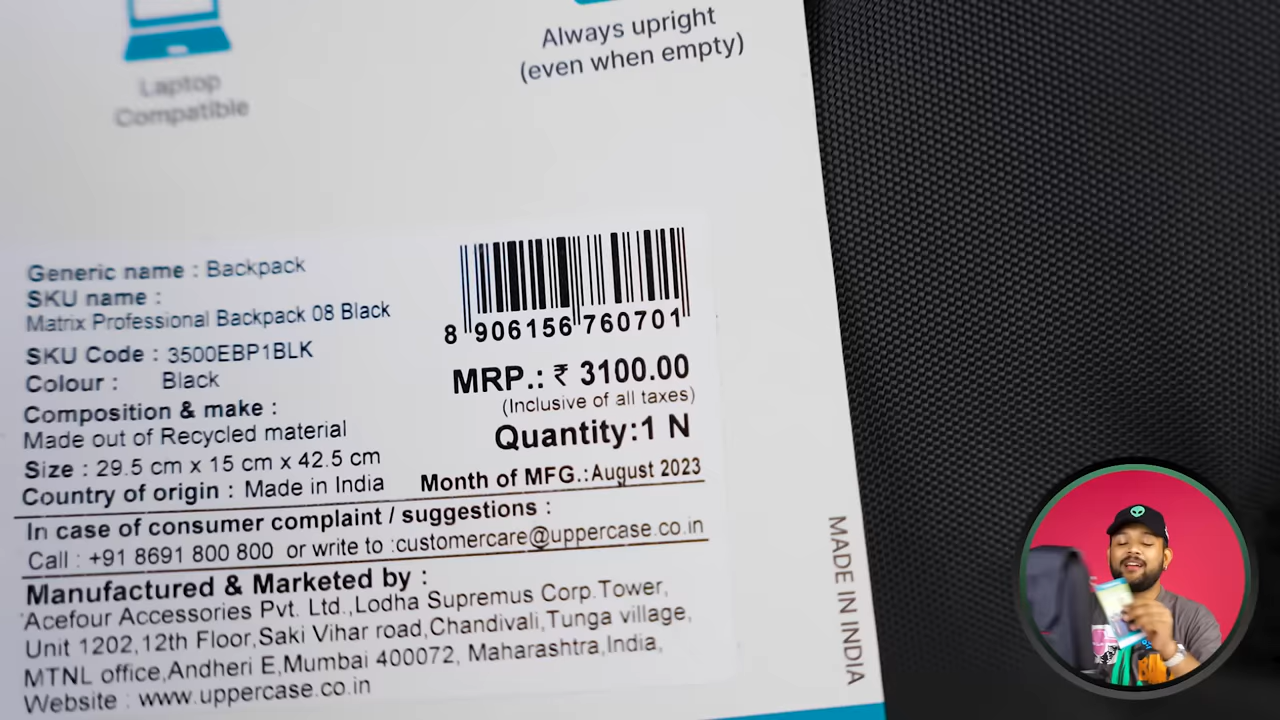 Laptop
Compatible
Always upright
(even when empty)
Generic name : Backpack
SKU name :
Matrix Professional Backpack 08 Black
SKU Code : 3500EBP1BLK
Colour : Black
Composition & make :
Made out of Recycled material
Size : 29.5 cm x 15 cm x 42.5 cm
Country of origin : Made in India
8 906156 760701
MRP.: ₹ 3100.00
(Inclusive of all taxes)
Quantity:1 N
Month of MFG.:August 2023
In case of consumer complaint / suggestions :
Call : +91 8691 800 800 or write to :customercare@uppercase.co.in
Manufactured & Marketed by :
Acefour Accessories Pvt. Ltd.,Lodha Supremus Corp.Tower,
Unit 1202,12th Floor,Saki Vihar road,Chandivali,Tunga village,
MTNL office,Andheri E,Mumbai 400072, Maharashtra,India,
Website : www.uppercase.co.in
MADE IN INDIA